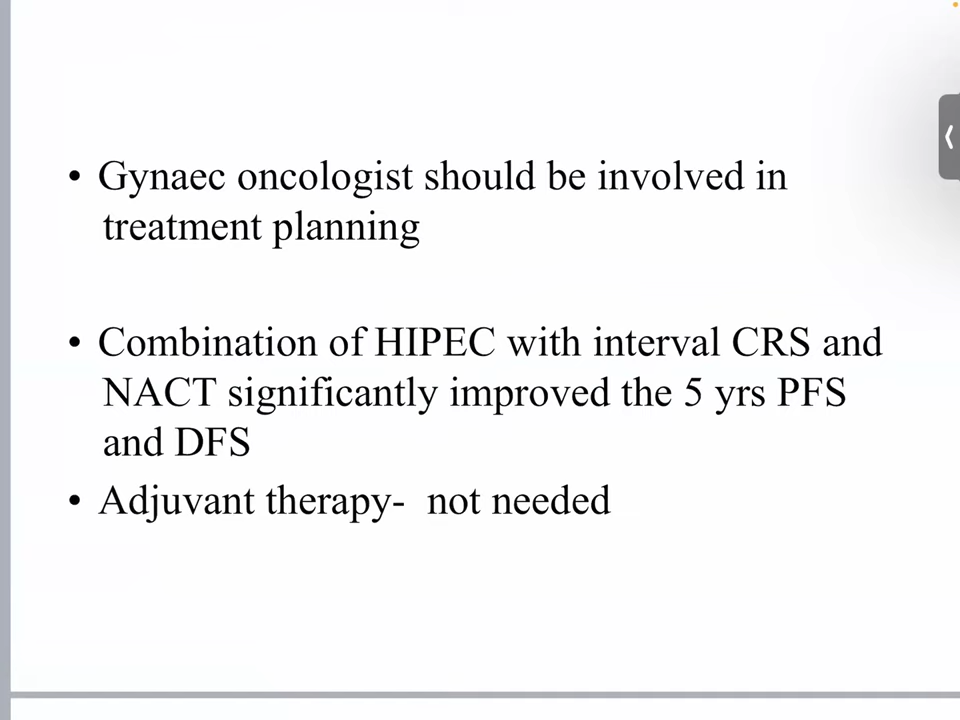 • Gynaec oncologist should be involved in
treatment planning
• Combination of HIPEC with interval CRS and
NACT significantly improved the 5 yrs PFS
and DFS
• Adjuvant therapy- not needed